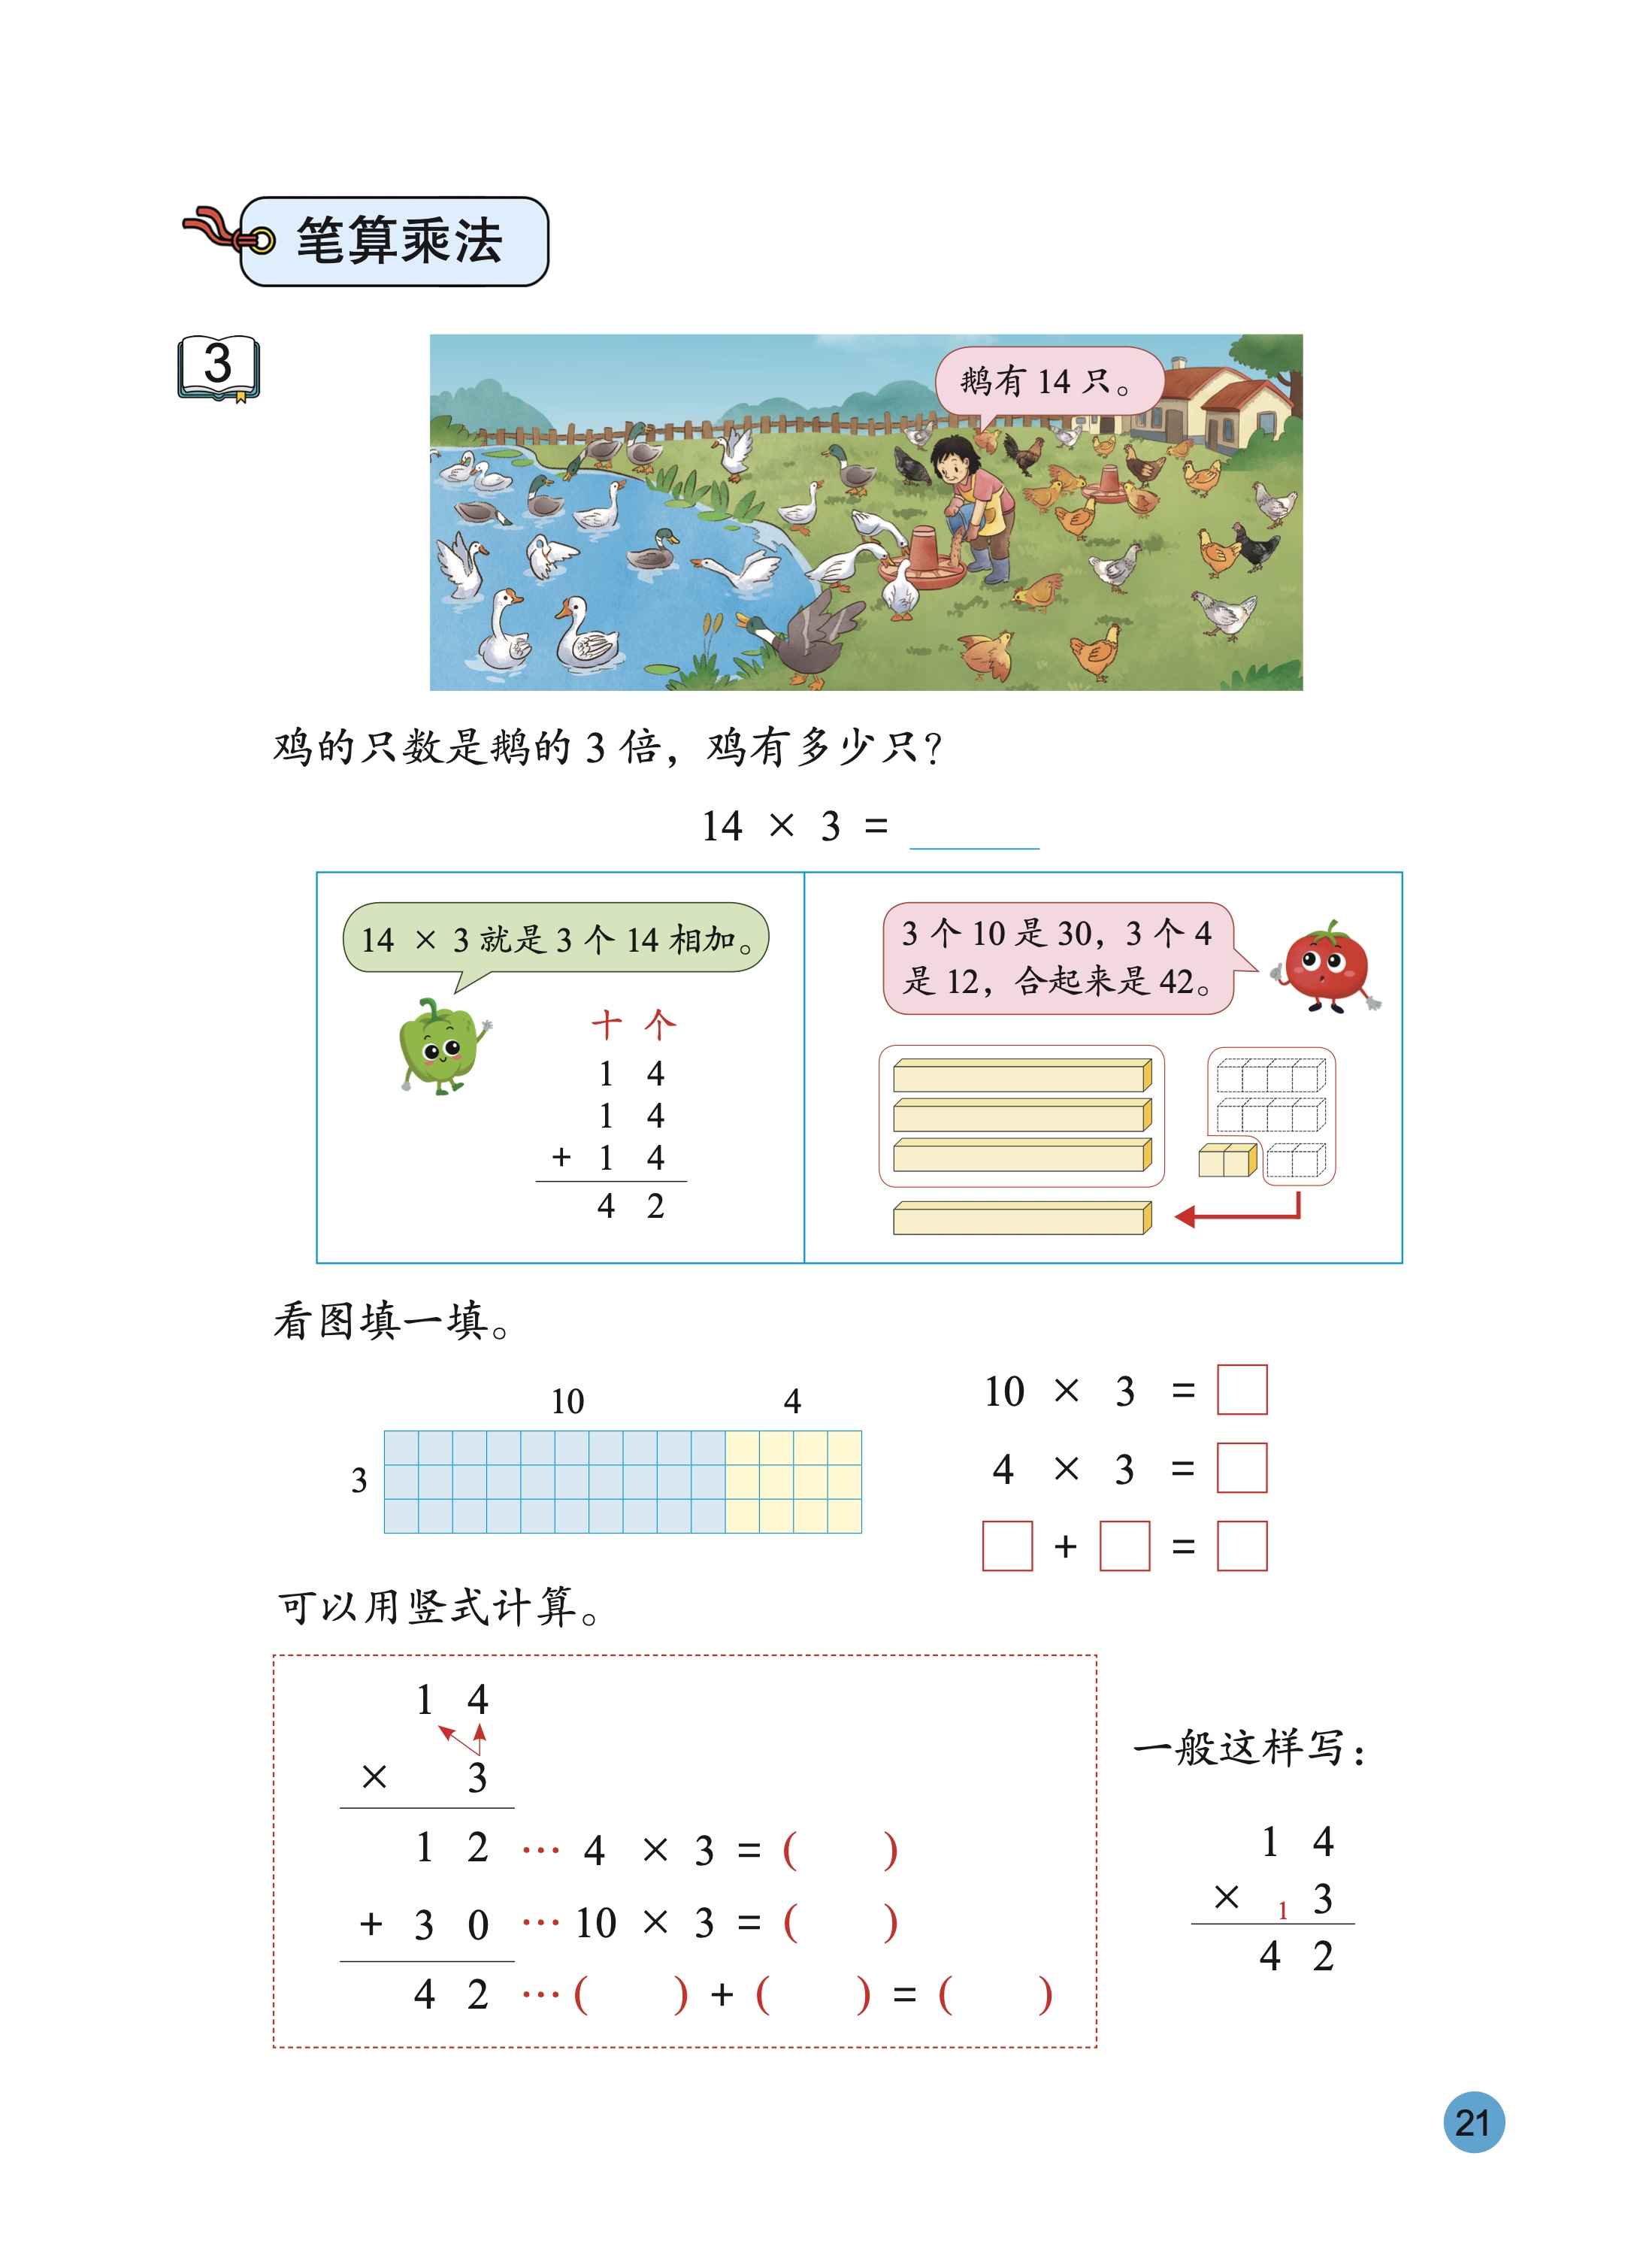 笔算乘法
3
鹅有 14 只。
鸡的只数是鹅的 3 倍，鸡有多少只？
14 × 3 = ______
14 × 3 就是 3 个 14 相加。
十 个
1 4
1 4
+ 1 4
4 2
3 个 10 是 30，3 个 4
是 12，合起来是 42。
看图填一填。
10 4
3
10 × 3 = □
4 × 3 = □
□ + □ = □
可以用竖式计算。
1 4
× 3
1 2 … 4 × 3 = ( )
+ 3 0 … 10 × 3 = ( )
4 2 … ( ) + ( ) = ( )
一般这样写：
1 4
× 1 3
4 2
21